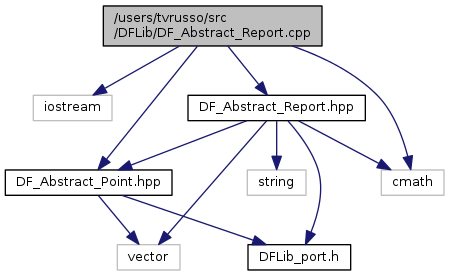 /users/tvrusso/src
/DFLib/DF_Abstract_Report.cpp
iostream
DF_Abstract_Report.hpp
DF_Abstract_Point.hpp
string
cmath
vector
DFLib_port.h